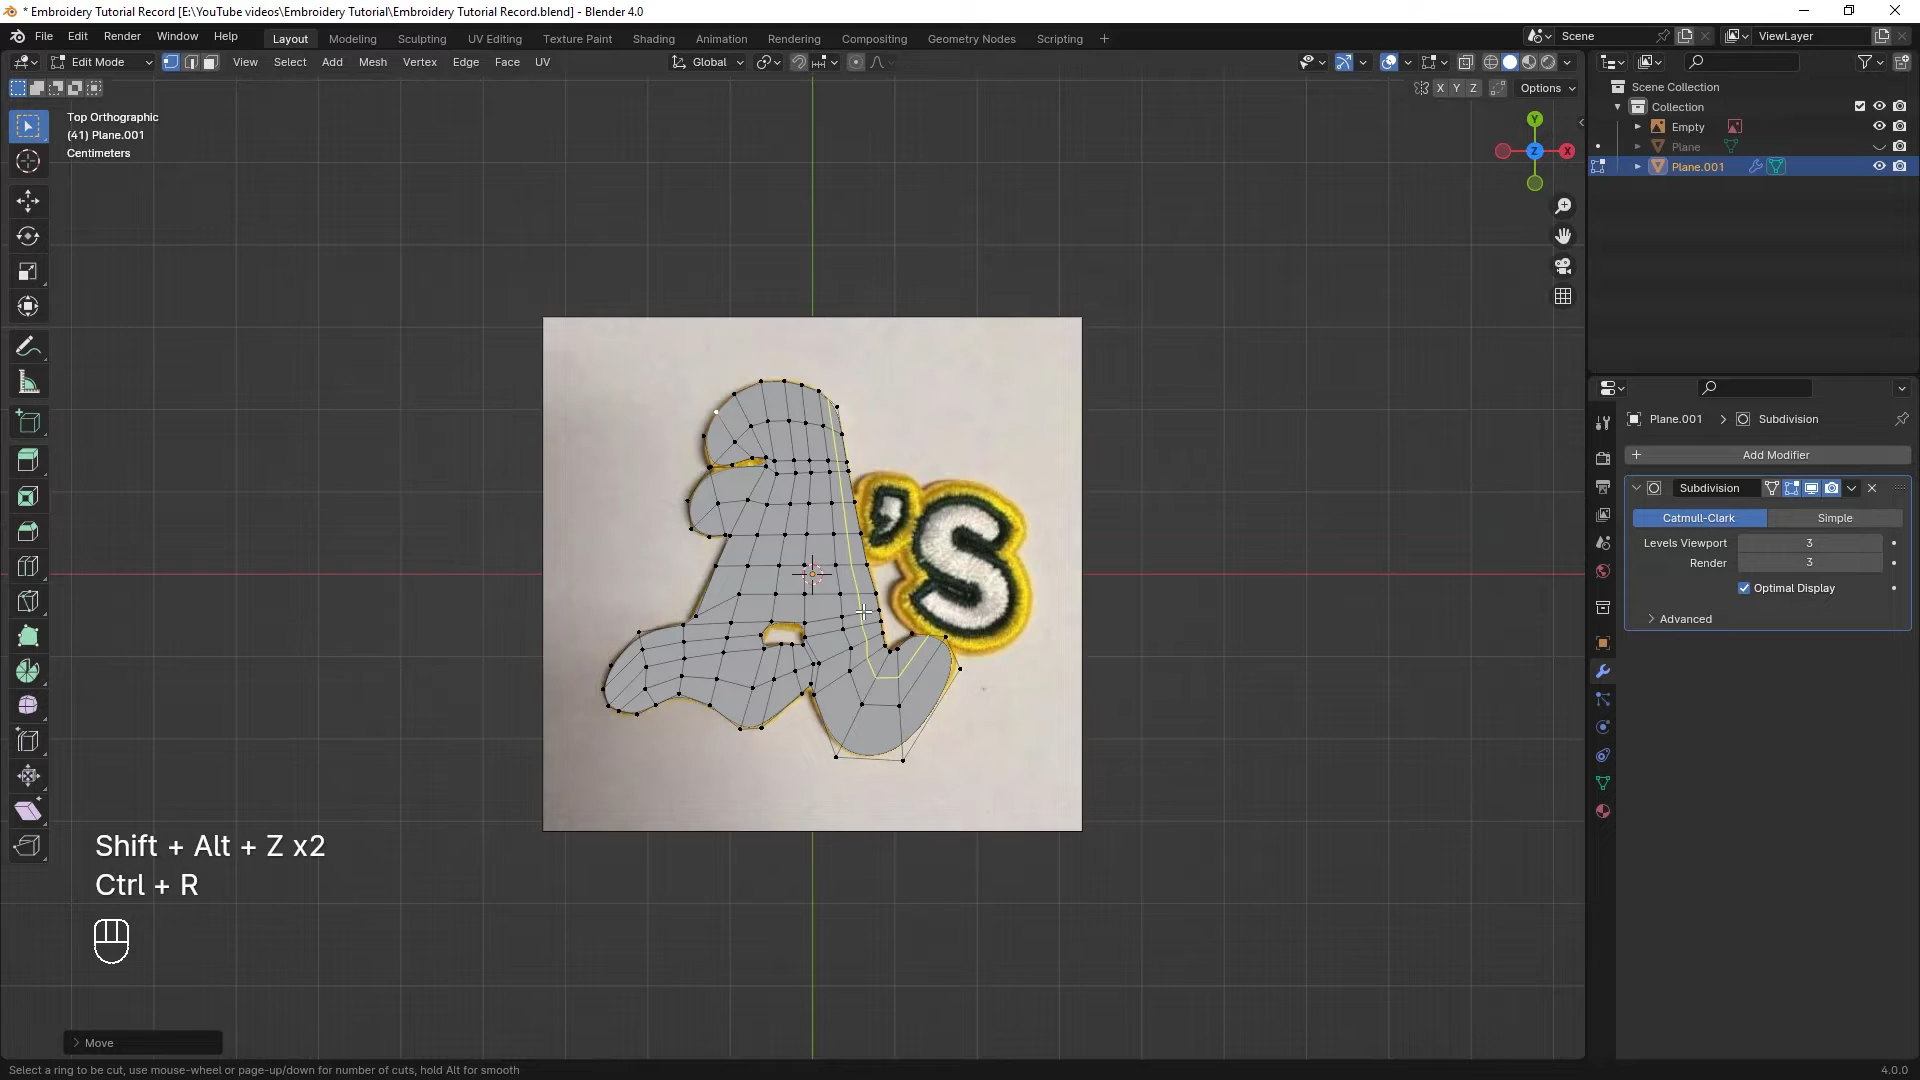 * Embroidery Tutorial Record [E:\YouTube videos\Embroidery Tutorial\Embroidery Tutorial Record.blend] - Blender 4.0
File Edit Render Window Help Layout Modeling Sculpting UV Editing Texture Paint Shading Animation Rendering Compositing Geometry Nodes Scripting + Scene ViewLayer
Edit Mode View Select Add Mesh Vertex Edge Face UV Global
X Y Z Options
Top Orthographic
(41) Plane.001
Centimeters
Y
Z X
Scene Collection
Collection
Empty
Plane
Plane.001
Plane.001 > Subdivision
+ Add Modifier
Subdivision
Catmull-Clark Simple
Levels Viewport 3
Render 3
Optimal Display
Advanced
'S
Shift + Alt + Z x2
Ctrl + R
Move
Select a ring to be cut, use mouse-wheel or page-up/down for number of cuts, hold Alt for smooth
4.0.0